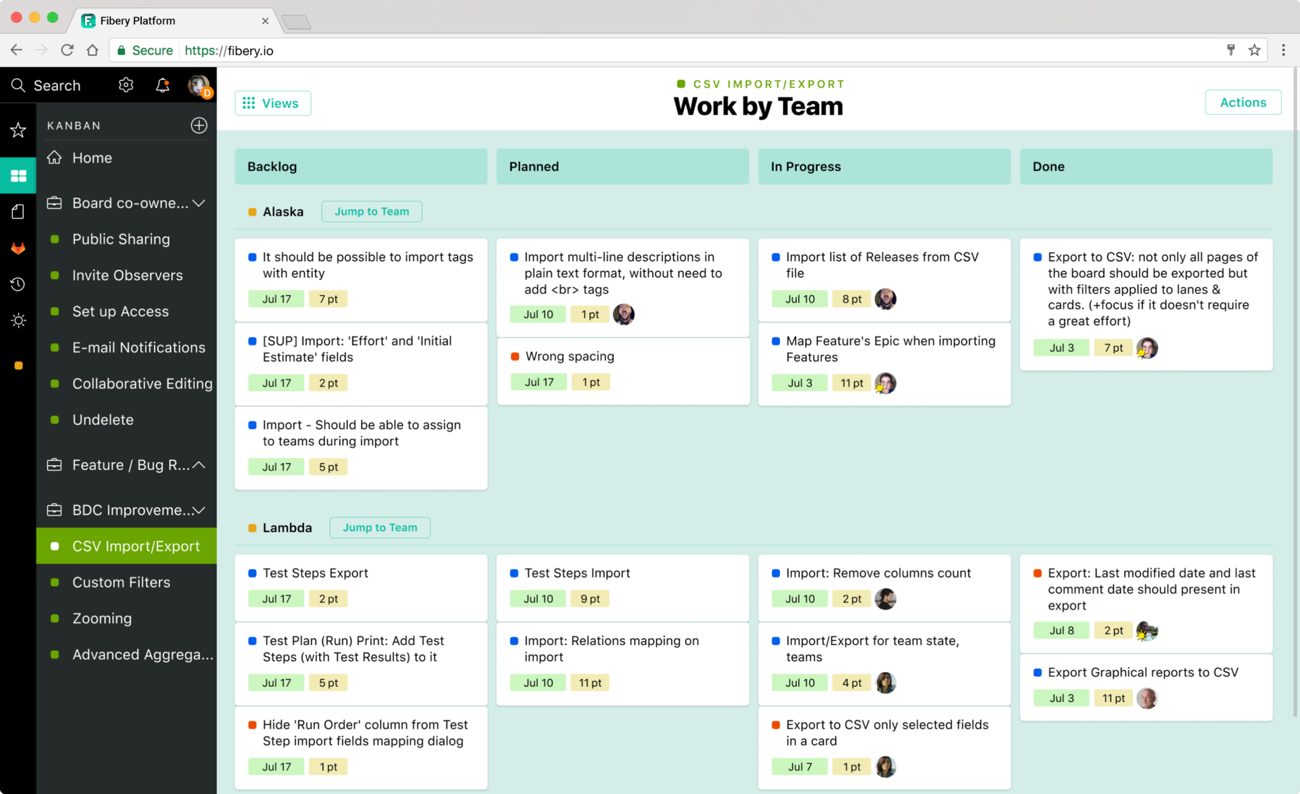 Fibery Platform
Secure https://fibery.io
Search
D
KANBAN
Home
Board co-owne...
Public Sharing
Invite Observers
Set up Access
E-mail Notifications
Collaborative Editing
Undelete
Feature / Bug R...
BDC Improveme...
CSV Import/Export
Custom Filters
Zooming
Advanced Aggrega...
Views
CSV IMPORT/EXPORT
Work by Team
Actions
Backlog
Planned
In Progress
Done
Alaska
Jump to Team
It should be possible to import tags
with entity
Jul 17 7 pt
[SUP] Import: 'Effort' and 'Initial
Estimate' fields
Jul 17 2 pt
Import - Should be able to assign
to teams during import
Jul 17 5 pt
Import multi-line descriptions in
plain text format, without need to
add <br> tags
Jul 10 1 pt
Wrong spacing
Jul 17 1 pt
Import list of Releases from CSV
file
Jul 10 8 pt
Map Feature's Epic when importing
Features
Jul 3 11 pt
Export to CSV: not only all pages of
the board should be exported but
with filters applied to lanes &
cards. (+focus if it doesn't require
a great effort)
Jul 3 7 pt
Lambda
Jump to Team
Test Steps Export
Jul 17 2 pt
Test Plan (Run) Print: Add Test
Steps (with Test Results) to it
Jul 17 5 pt
Hide 'Run Order' column from Test
Step import fields mapping dialog
Jul 17 1 pt
Test Steps Import
Jul 10 9 pt
Import: Relations mapping on
import
Jul 10 11 pt
Import: Remove columns count
Jul 10 2 pt
Import/Export for team state,
teams
Jul 10 4 pt
Export to CSV only selected fields
in a card
Jul 7 1 pt
Export: Last modified date and last
comment date should present in
export
Jul 8 2 pt
Export Graphical reports to CSV
Jul 3 11 pt